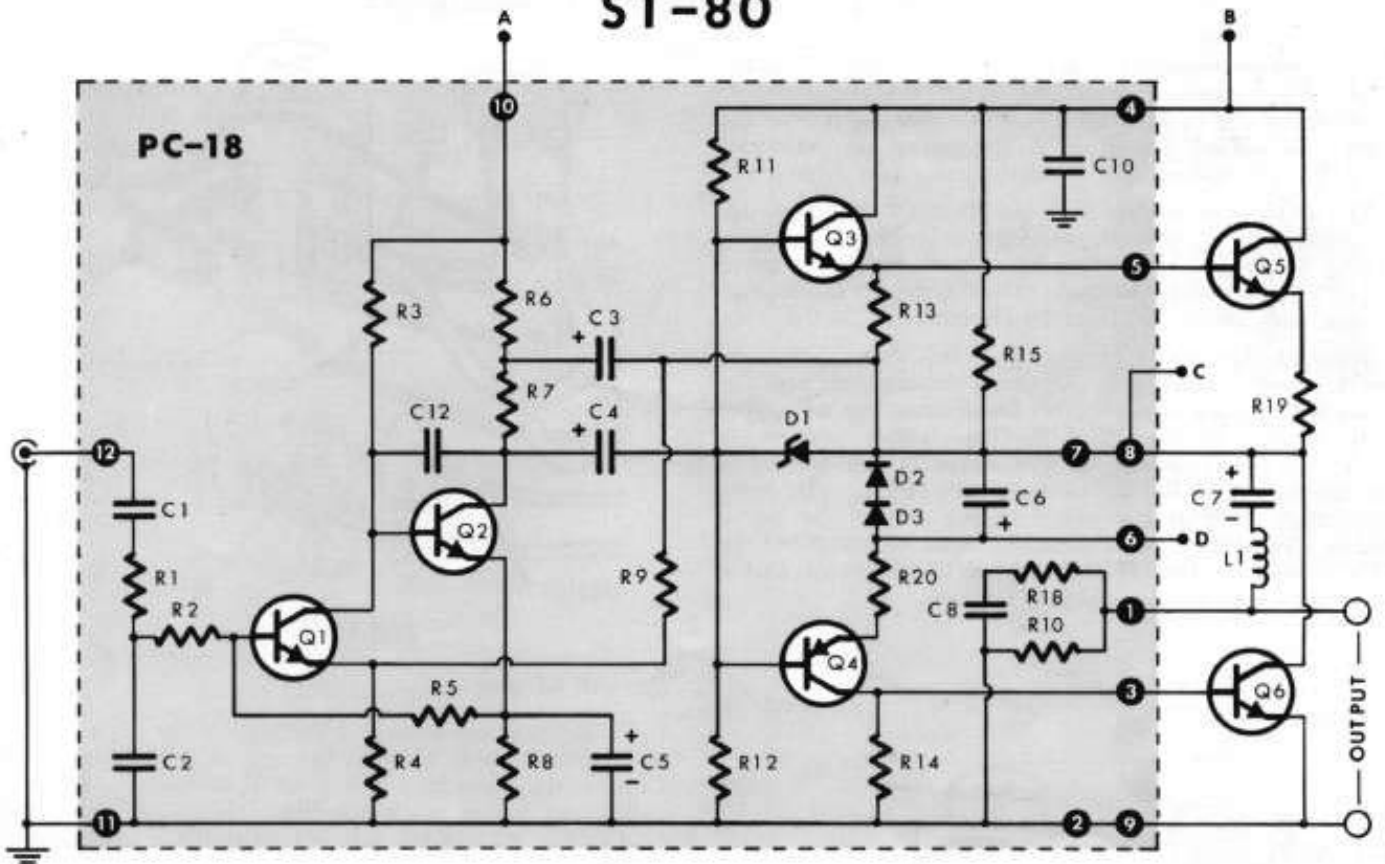 ST-80
A
B
10
4
PC-18
R11
C10
Q3
5
Q5
R3
R6
C3
+
R13
R15
C
R7
C12
C4
+
D1
R19
12
7
8
D2
+
C1
Q2
D3
C6
C7
+
−
6
D
R1
R9
R20
L1
R2
C8
R18
1
Q1
R10
Q4
3
Q6
R5
OUTPUT
+
C2
R4
R8
C5
R12
R14
−
11
2
9